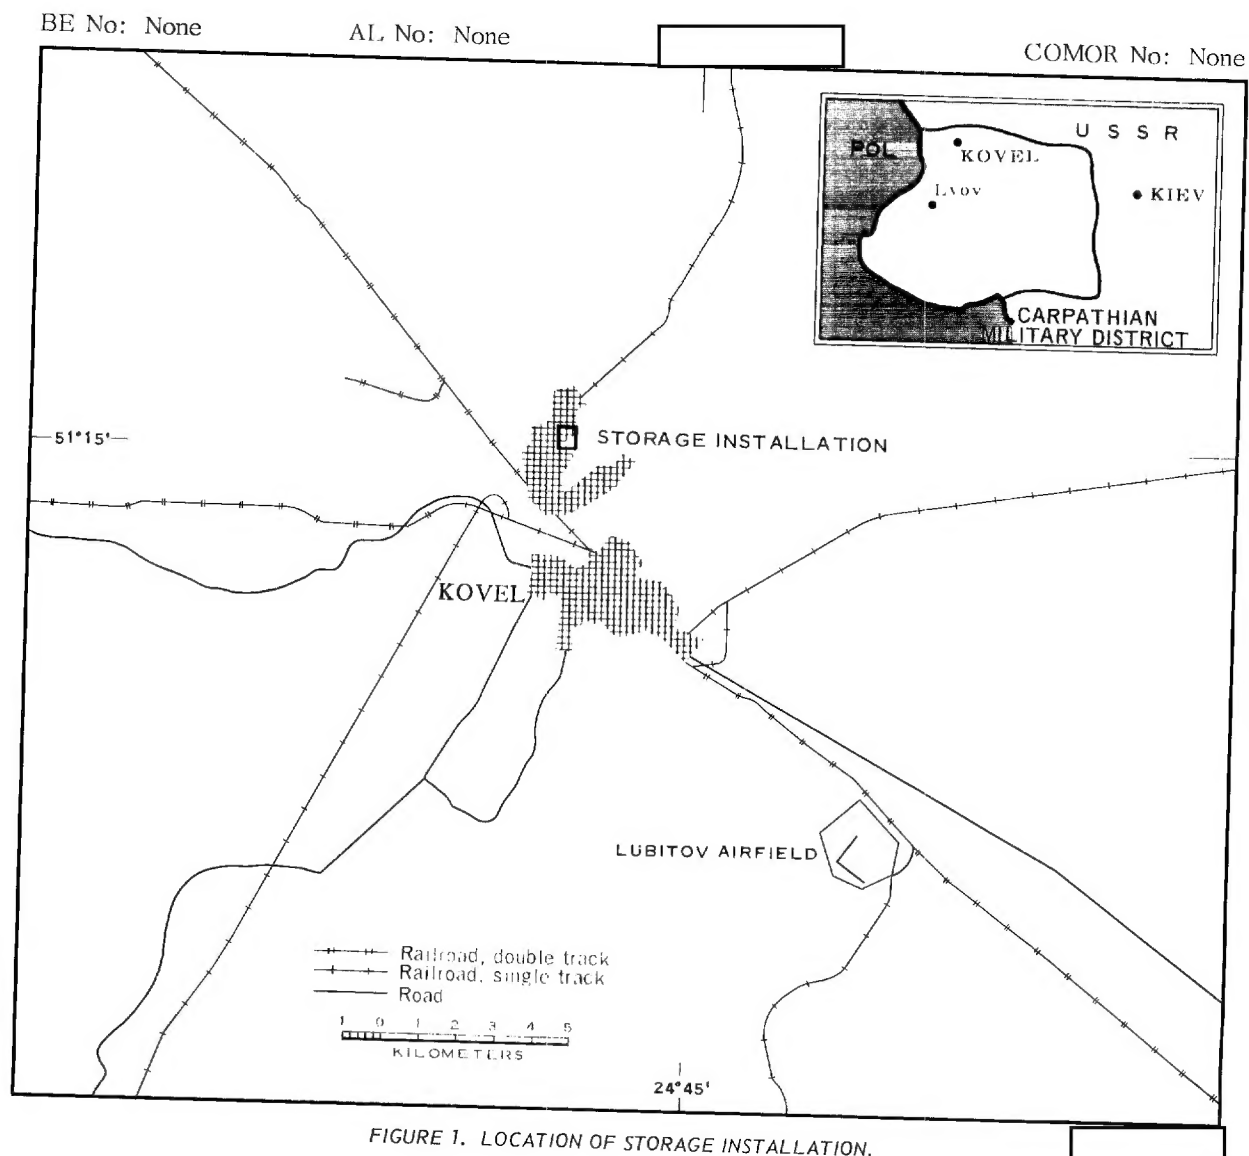 BE No: None AL No: None COMOR No: None
U S S R
POL
KOVEL
Lvov
KIEV
CARPATHIAN
MILITARY DISTRICT
51°15'
STORAGE INSTALLATION
KOVEL
LUBITOV AIRFIELD
Railroad, double track
Railroad, single track
Road
1 0 1 2 3 4 5
KILOMETERS
24°45'
FIGURE 1. LOCATION OF STORAGE INSTALLATION.